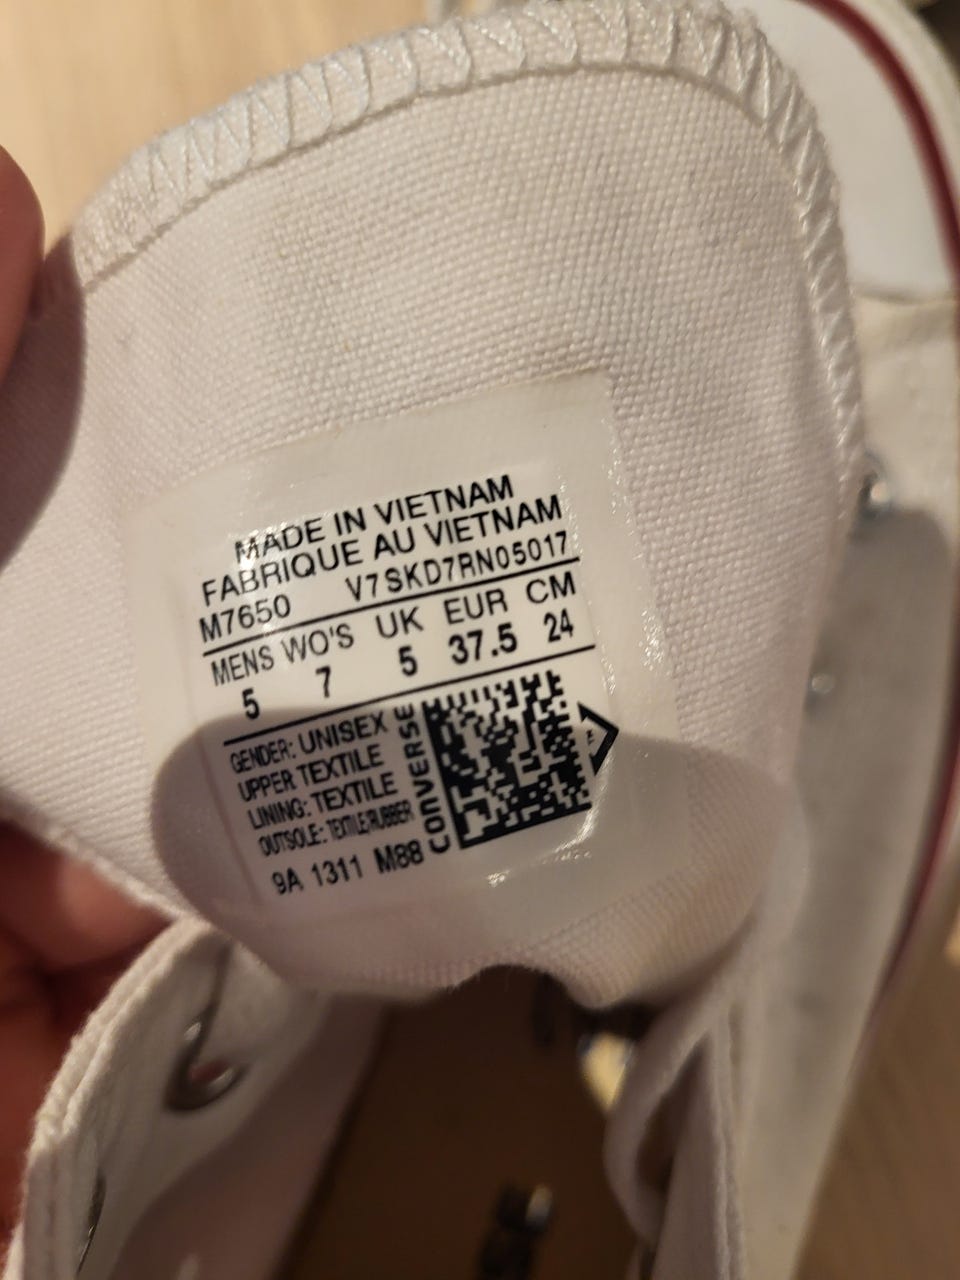 MADE IN VIETNAM
FABRIQUE AU VIETNAM
M7650 V7SKD7RN05017
MENS WO'S UK EUR CM
5 7 5 37.5 24
GENDER: UNISEX
UPPER TEXTILE
LINING: TEXTILE
OUTSOLE: TEXTILE/RUBBER
9A 1311 M88
CONVERSE